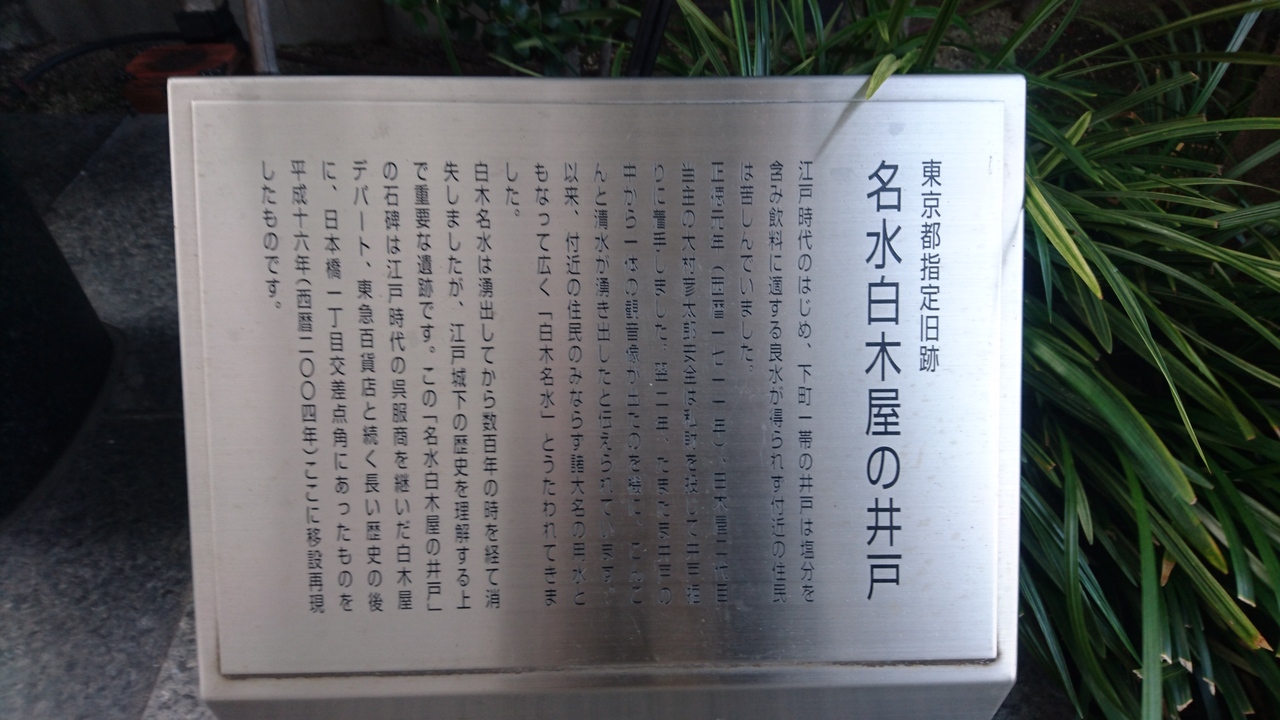 東京都指定旧跡
名水白木屋の井戸
江戸時代のはじめ、下町一帯の井戸は塩分を
含み飲料に適する良水が得られず付近の住民
は苦しんでいました。
正徳元年(西暦一七一一年)、白木屋二代目
当主の大村彦太郎安全は私財を投じて井戸掘
りに着手しました。翌二年、たまたま井戸の
中から一体の観音像が出たのを機に、こんこ
んと清水が湧き出したと伝えられています。
以来、付近の住民のみならず諸大名の用水と
もなって広く「白木名水」とうたわれてきま
した。
白木名水は湧出してから数百年の時を経て消
失しましたが、江戸城下の歴史を理解する上
で重要な遺跡です。この「名水白木屋の井戸」
の石碑は江戸時代の呉服商を継いだ白木屋
デパート、東急百貨店と続く長い歴史の後
に、日本橋一丁目交差点角にあったものを
平成十六年(西暦二〇〇四年)ここに移設再現
したものです。